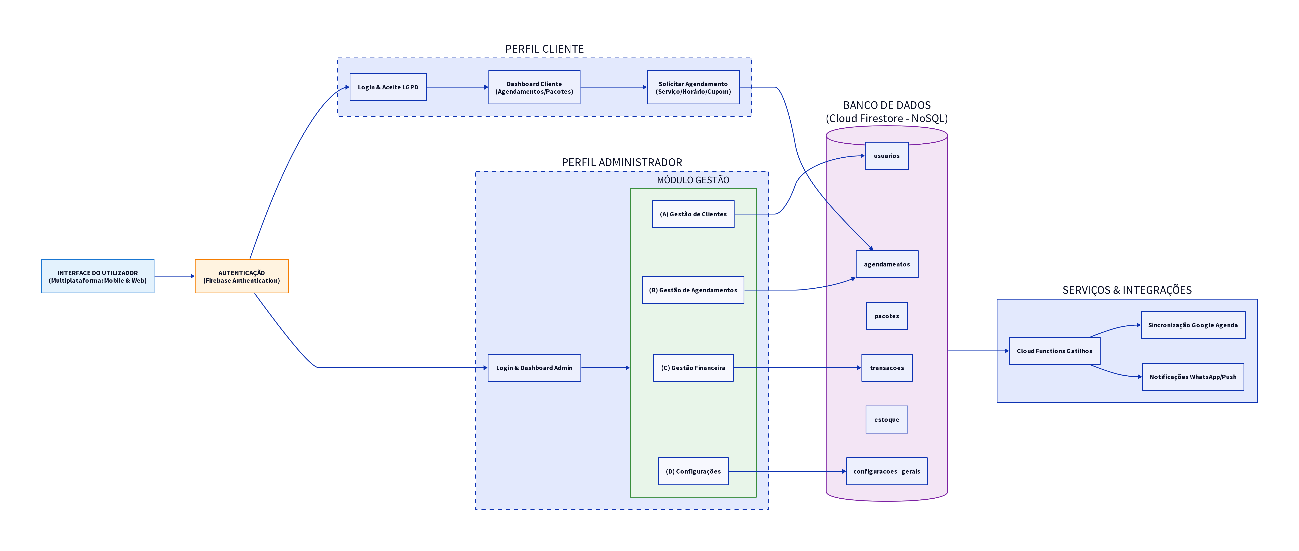 PERFIL CLIENTE
Login & Aceite LGPD
Dashboard Cliente
(Agendamentos/Pacotes)
Solicitar Agendamento
(Serviço/Horário/Cupom)
BANCO DE DADOS
(Cloud Firestore - NoSQL)
usuarios
PERFIL ADMINISTRADOR
MÓDULO GESTÃO
(A) Gestão de Clientes
INTERFACE DO UTILIZADOR
(Multiplataforma: Mobile & Web)
AUTENTICAÇÃO
(Firebase Authentication)
agendamentos
(B) Gestão de Agendamentos
SERVIÇOS & INTEGRAÇÕES
pacotes
Sincronização Google Agenda
Cloud Functions Gatilhos
Login & Dashboard Admin
(C) Gestão Financeira
transacoes
Notificações WhatsApp/Push
estoque
(D) Configurações
configuracoes_gerais